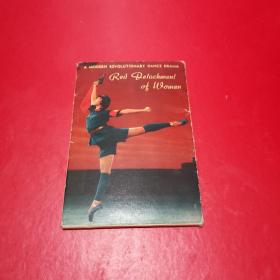 A MODERN REVOLUTIONARY DANCE DRAMA
Red Detachment
of Women